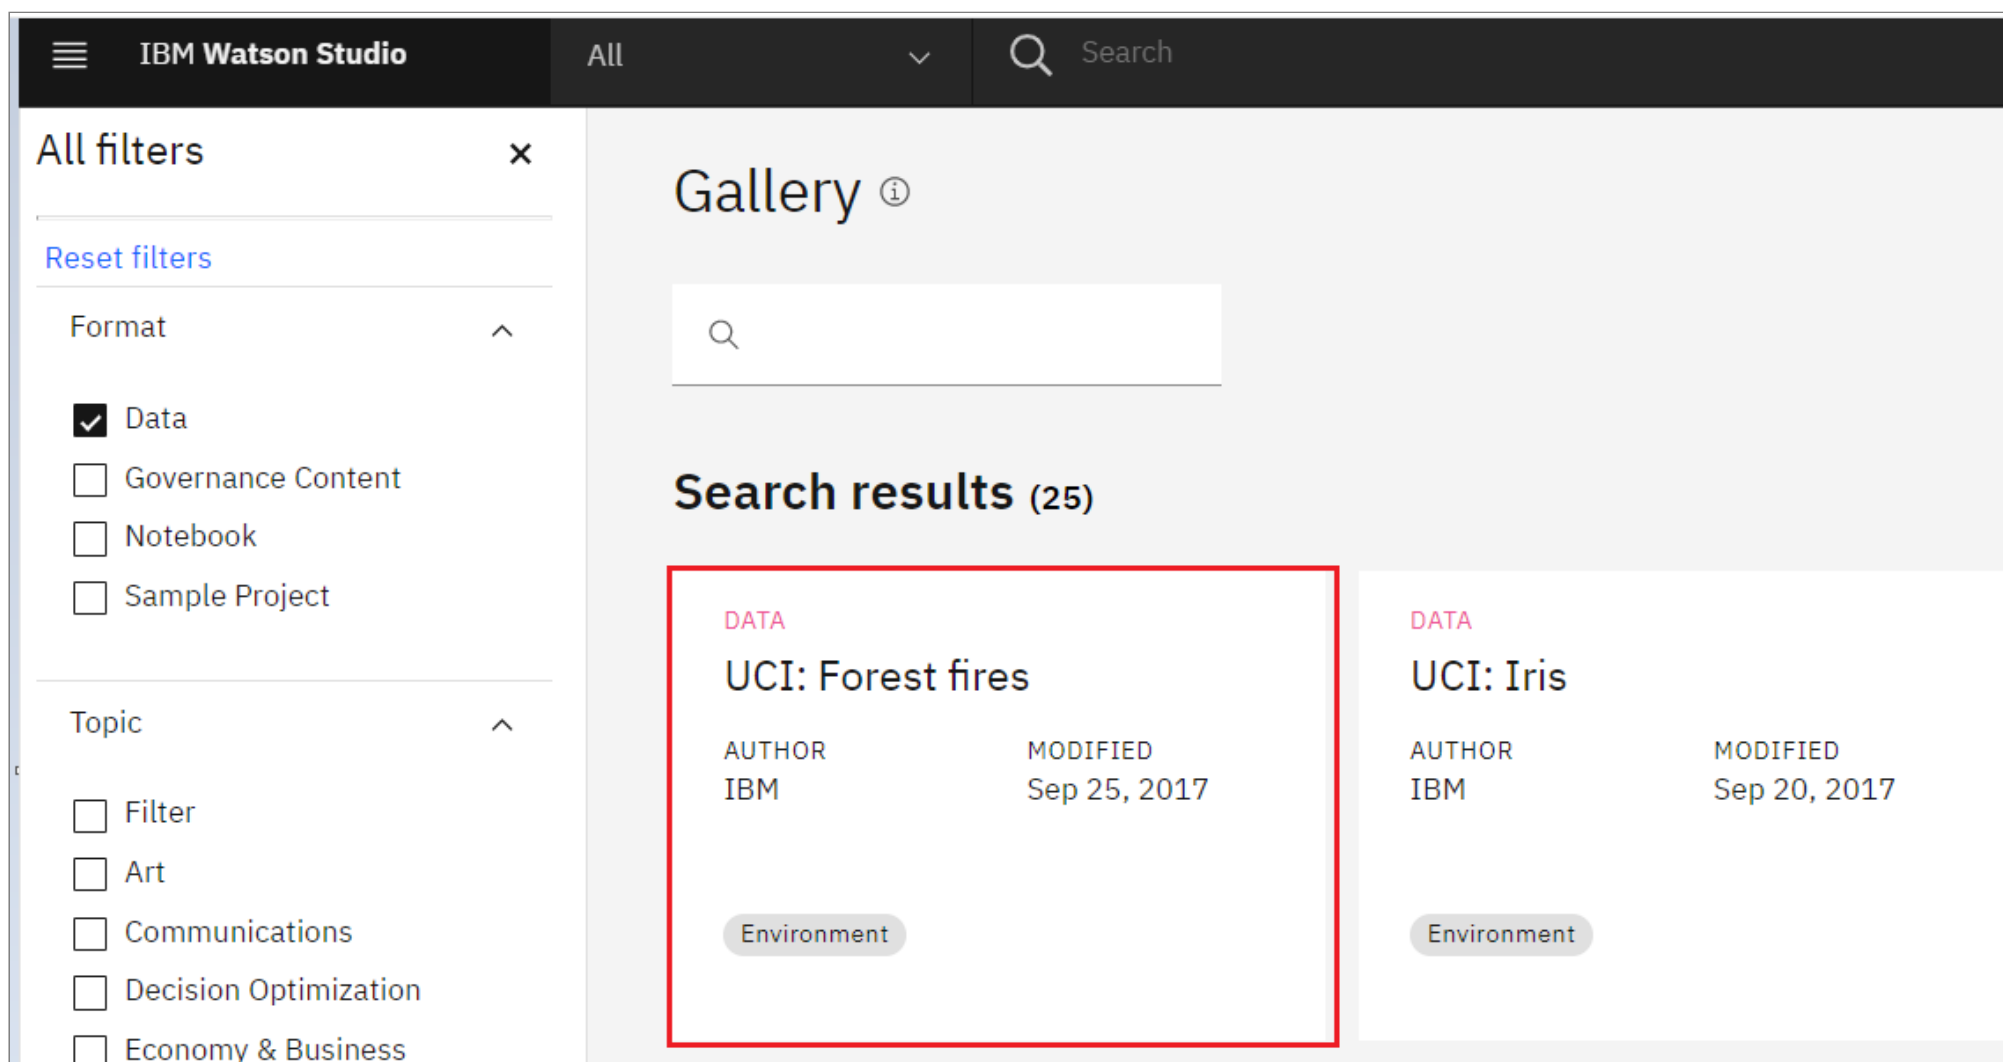 IBM Watson Studio
All
Search
All filters
Reset filters
Format
Data
Governance Content
Notebook
Sample Project
Topic
Filter
Art
Communications
Decision Optimization
Economy & Business
Gallery
Search results (25)
DATA
UCI: Forest fires
AUTHOR MODIFIED
IBM Sep 25, 2017
Environment
DATA
UCI: Iris
AUTHOR MODIFIED
IBM Sep 20, 2017
Environment